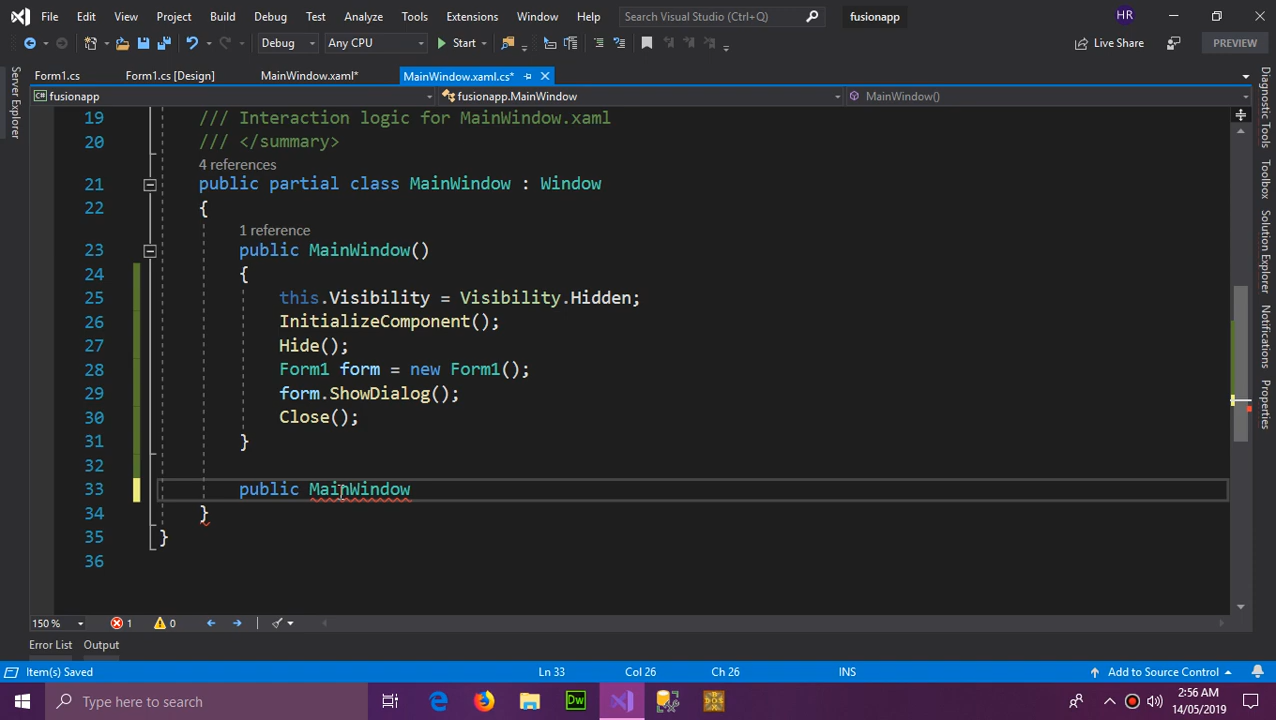 File Edit View Project Build Debug Test Analyze Tools Extensions Window Help Search Visual Studio (Ctrl+Q) fusionapp HR
Debug Any CPU Start Live Share PREVIEW
Form1.cs Form1.cs [Design] MainWindow.xaml* MainWindow.xaml.cs*
fusionapp fusionapp.MainWindow MainWindow()
Server Explorer
19 /// Interaction logic for MainWindow.xaml
20 /// </summary>
4 references
21 public partial class MainWindow : Window
22 {
1 reference
23 public MainWindow()
24 {
25 this.Visibility = Visibility.Hidden;
26 InitializeComponent();
27 Hide();
28 Form1 form = new Form1();
29 form.ShowDialog();
30 Close();
31 }
32
33 public MainWindow
34 }
35 }
36
Diagnostic Tools
Toolbox
Solution Explorer
Notifications
Properties
150 % 1 0
Error List Output
Item(s) Saved Ln 33 Col 26 Ch 26 INS Add to Source Control
Type here to search Dw DOS 2:56 AM
14/05/2019